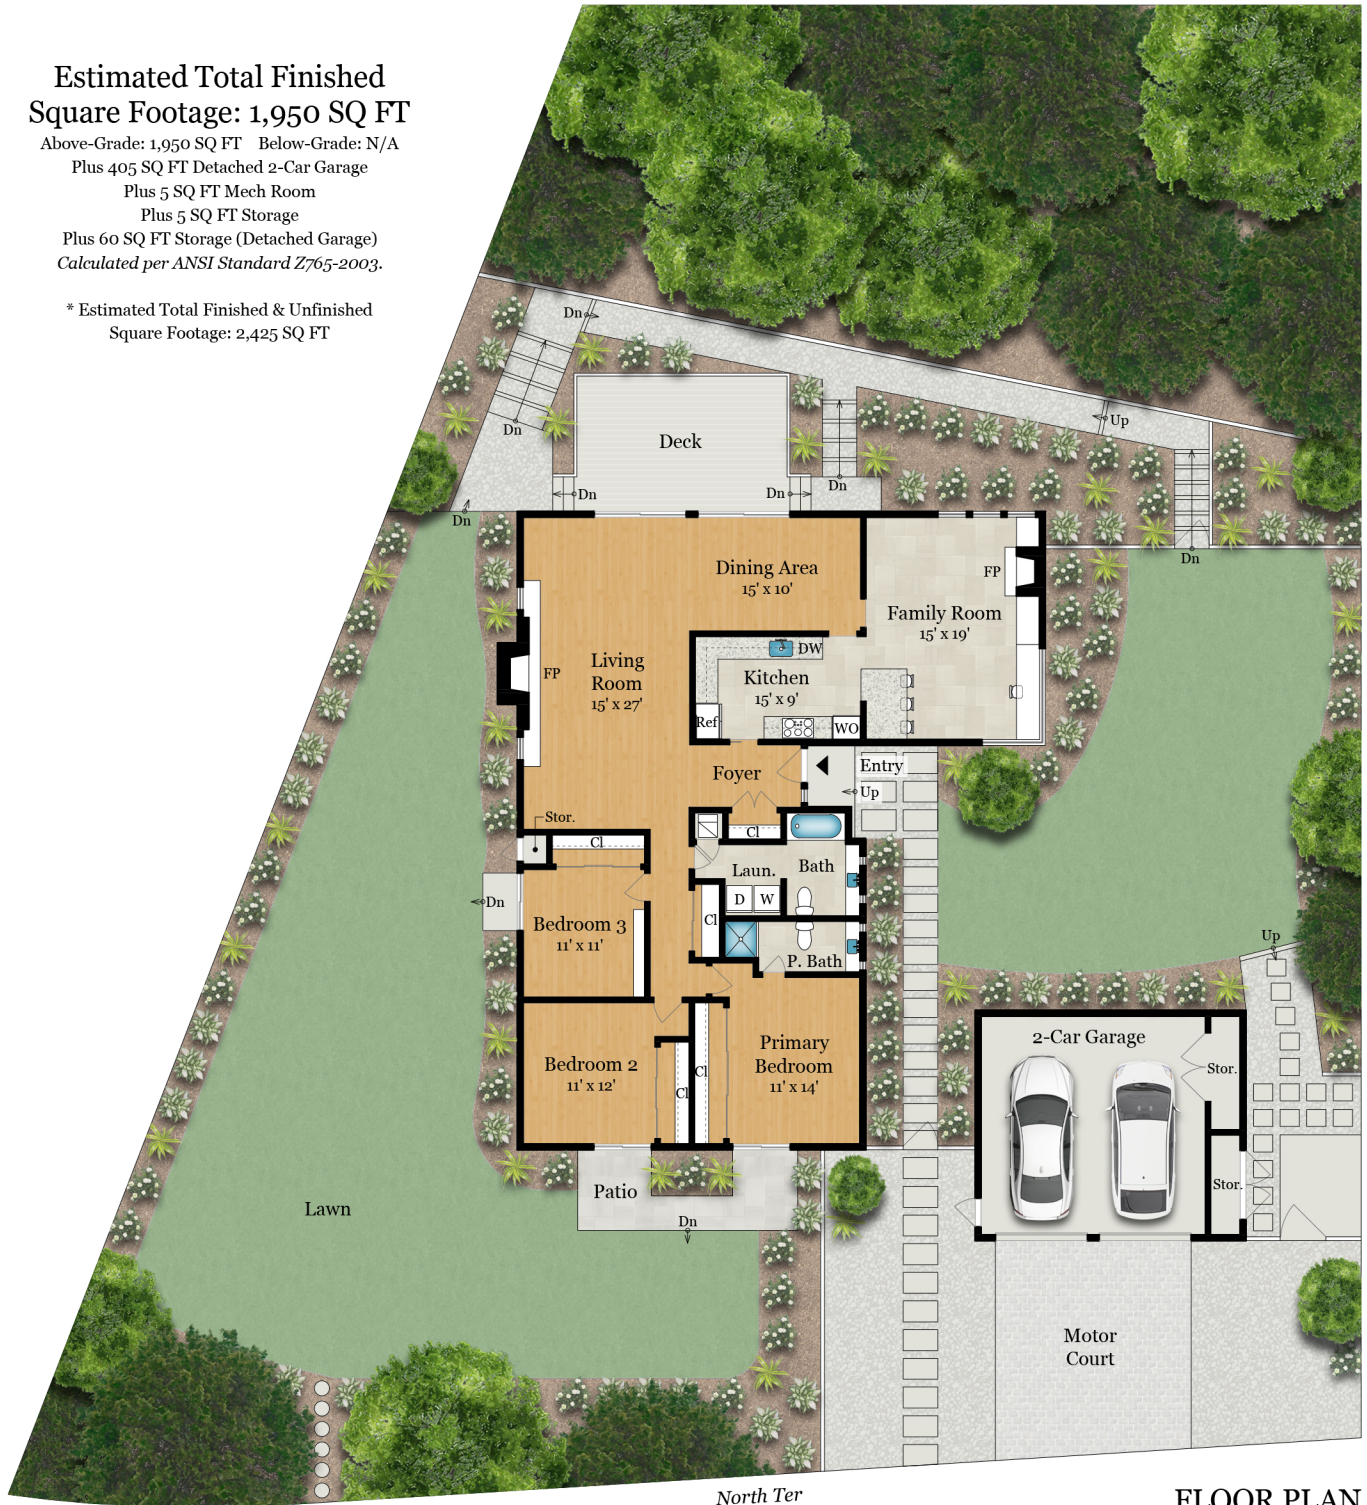 Estimated Total Finished
Square Footage: 1,950 SQ FT
Above-Grade: 1,950 SQ FT Below-Grade: N/A
Plus 405 SQ FT Detached 2-Car Garage
Plus 5 SQ FT Mech Room
Plus 5 SQ FT Storage
Plus 60 SQ FT Storage (Detached Garage)
Calculated per ANSI Standard Z765-2003.
* Estimated Total Finished & Unfinished
Square Footage: 2,425 SQ FT
Dn
Dn
Up
Deck
Dn
Dn
Dn
Dn
Dn
Dining Area
15' x 10'
FP
Family Room
15' x 19'
Living
Room
15' x 27'
FP
DW
Kitchen
15' x 9'
Ref
WO
Foyer
Entry
Up
Stor.
Cl
Cl
Laun.
Bath
D
W
Dn
Bedroom 3
11' x 11'
Cl
P. Bath
Up
Bedroom 2
11' x 12'
Cl
Cl
Primary
Bedroom
11' x 14'
2-Car Garage
Stor.
Stor.
Patio
Dn
Lawn
Motor
Court
North Ter
FLOOR PLAN